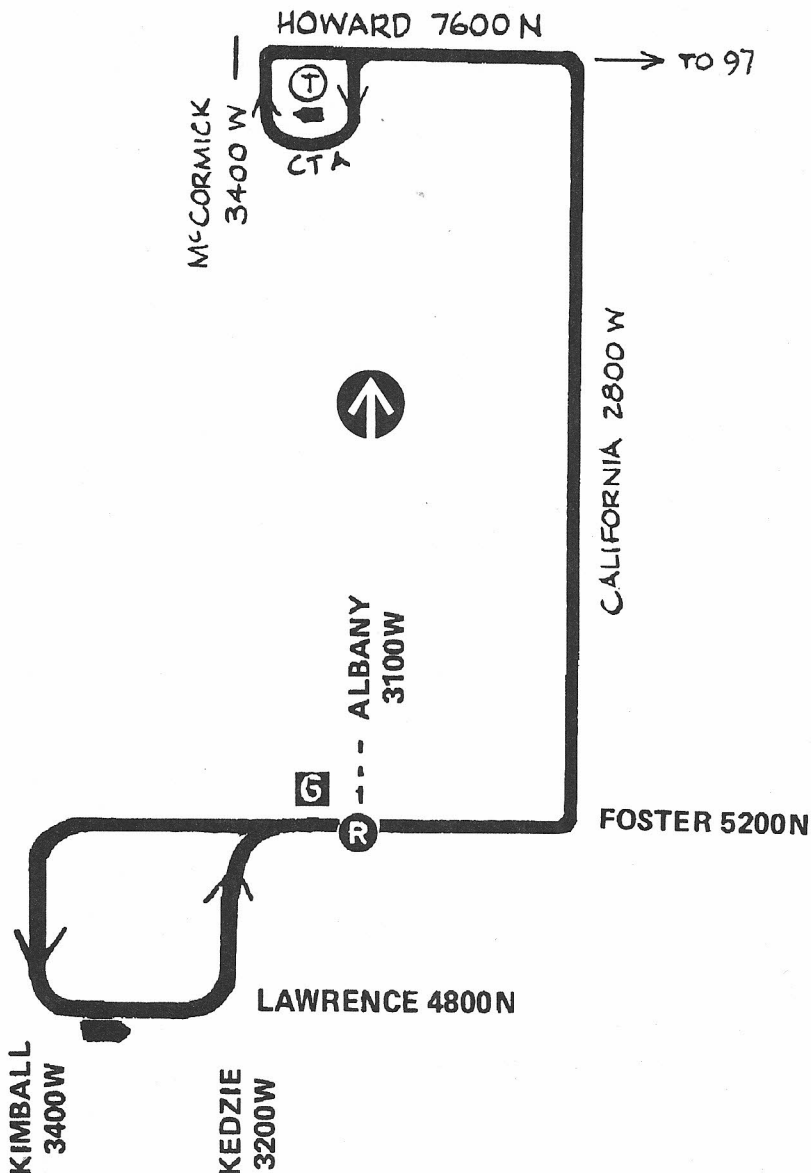 HOWARD 7600 N
TO 97
T
CTA
McCORMICK
3400 W
CALIFORNIA 2800 W
ALBANY
3100W
G
R
FOSTER 5200N
LAWRENCE 4800N
KIMBALL
3400W
KEDZIE
3200W